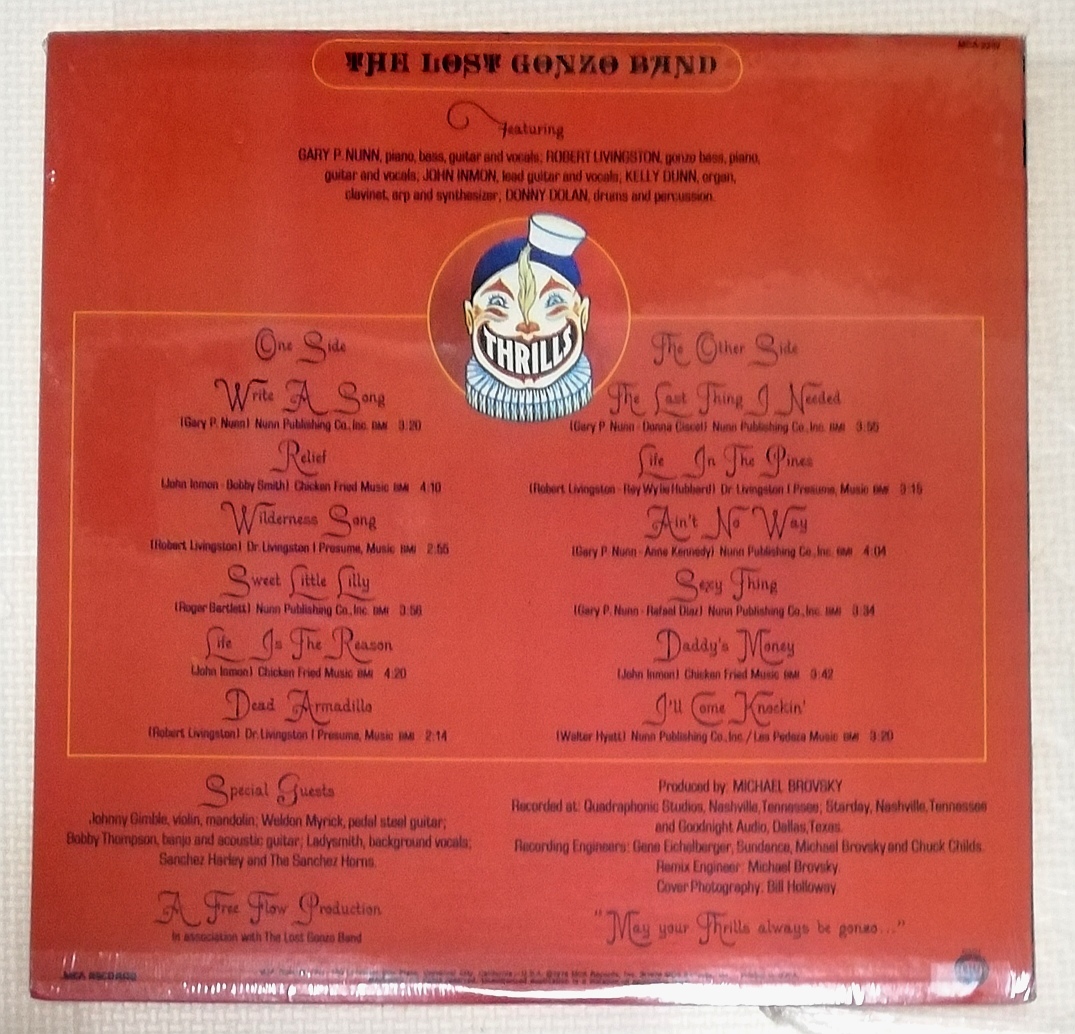 THE LOST GONZO BAND
Featuring
GARY P. NUNN, piano, bass, guitar and vocals; ROBERT LIVINGSTON, gonzo bass, piano,
guitar and vocals; JOHN INMON, lead guitar and vocals; KELLY DUNN, organ,
clavinet, arp and synthesizer; DONNY DOLAN, drums and percussion.
THRILLS
One Side
Write A Song
(Gary P. Nunn) Nunn Publishing Co., Inc. BMI 3:20
Relief
(John Inmon - Bobby Smith) Chicken Fried Music BMI 4:10
Wilderness Song
(Robert Livingston) Dr. Livingston I Presume, Music BMI 2:55
Sweet Little Lilly
(Roger Bartlett) Nunn Publishing Co., Inc. BMI 3:56
Life Is The Reason
(John Inmon) Chicken Fried Music BMI 4:20
Dead Armadillo
(Robert Livingston) Dr. Livingston I Presume, Music BMI 2:14
The Other Side
The Last Thing I Needed
(Gary P. Nunn - Donna Ciscel) Nunn Publishing Co., Inc. BMI
Life In The Pines
(Robert Livingston - Ray Wylie Hubbard) Dr. Livingston I Presume, Music BMI 3:15
Ain't No Way
(Gary P. Nunn - Anne Kennedy) Nunn Publishing Co., Inc. BMI 4:04
Sexy Thing
(Gary P. Nunn - Rafael Diaz) Nunn Publishing Co., Inc. BMI 3:34
Daddy's Money
(John Inmon) Chicken Fried Music BMI 3:42
I'll Come Knockin'
(Walter Hyatt) Nunn Publishing Co., Inc. / Los Pedaza Music BMI 3:20
Special Guests
Johnny Gimble, violin, mandolin; Weldon Myrick, pedal steel guitar;
Bobby Thompson, banjo and acoustic guitar; Ladysmith, background vocals;
Sanchez Harley and The Sanchez Horns.
A Free Flow Production
In association with The Lost Gonzo Band
Produced by: MICHAEL BROVSKY
Recorded at: Quadraphonic Studios, Nashville, Tennessee; Starday, Nashville, Tennessee
and Goodnight Audio, Dallas, Texas.
Recording Engineers: Gene Eichelberger, Sundance, Michael Brovsky and Chuck Childs.
Remix Engineer: Michael Brovsky.
Cover Photography: Bill Holloway.
"May your Thrills always be gonzo..."
MCA RECORDS